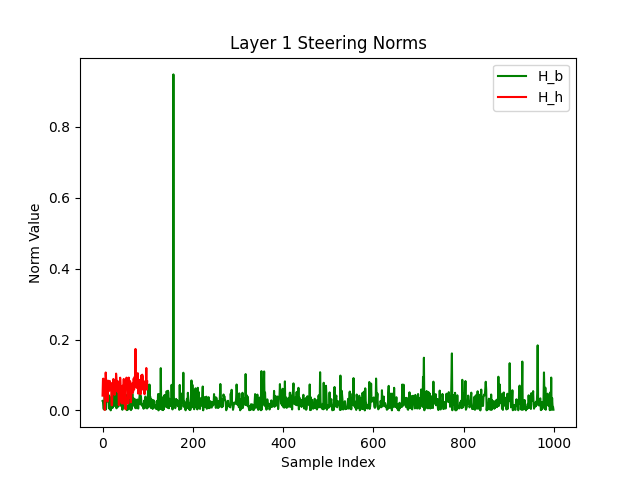 Layer 1 Steering Norms
H_b
H_h
Norm Value
0.8
0.6
0.4
0.2
0.0
0 200 400 600 800 1000
Sample Index